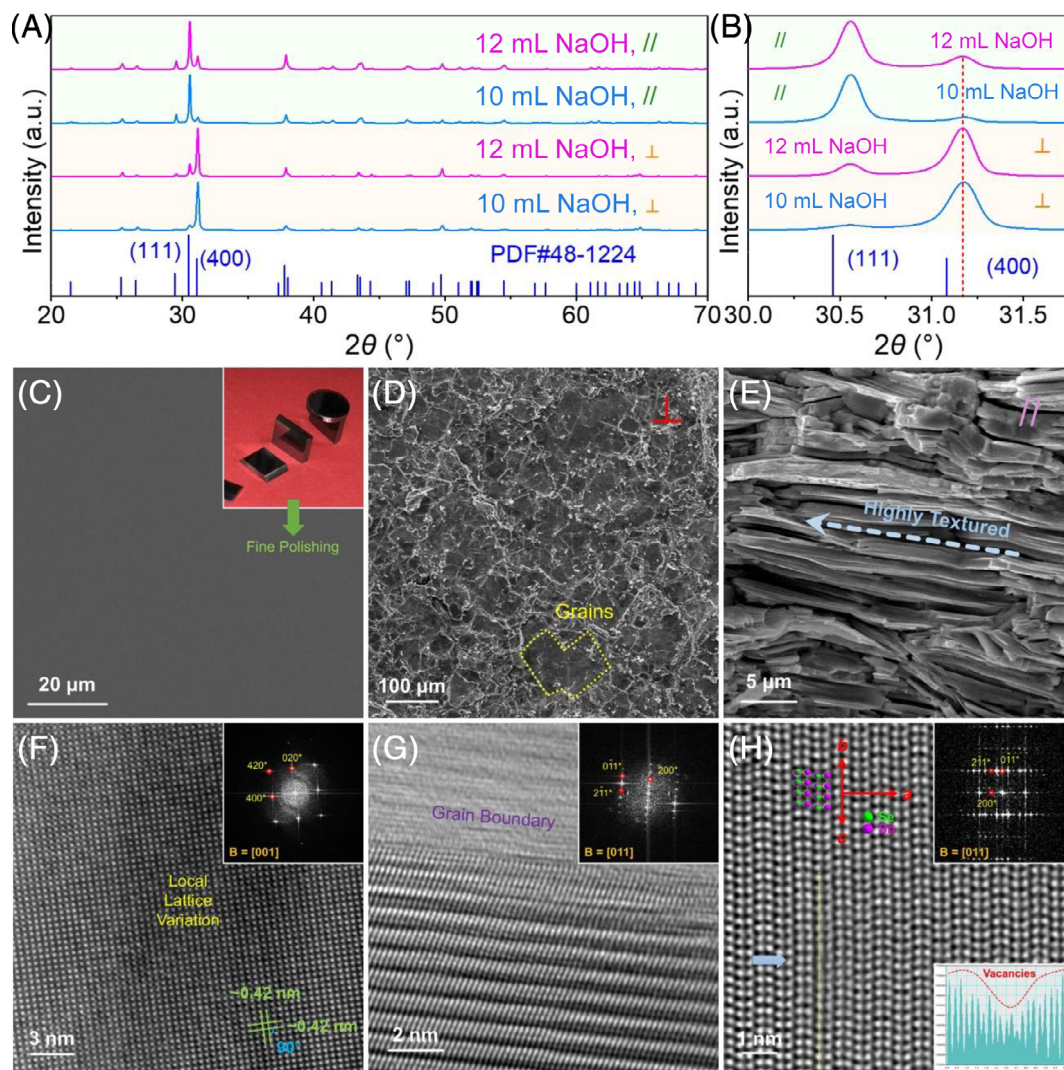 (A)
12 mL NaOH, //
10 mL NaOH, //
12 mL NaOH, ⊥
10 mL NaOH, ⊥
(111)
(400)
PDF#48-1224
Intensity (a.u.)
20 30 40 50 60 70
2θ (°)
(B)
//
12 mL NaOH
//
10 mL NaOH
12 mL NaOH
⊥
10 mL NaOH
⊥
(111)
(400)
Intensity (a.u.)
30.0 30.5 31.0 31.5
2θ (°)
(C)
Fine Polishing
20 μm
(D)
⊥
Grains
100 μm
(E)
//
Highly Textured
5 μm
(F)
420*
020*
400*
B = [001]
Local
Lattice
Variation
~0.42 nm
~0.42 nm
90°
3 nm
(G)
011*
200*
211*
B = [011]
Grain Boundary
2 nm
(H)
b
a
c
Se
211*
011*
200*
B = [011]
Vacancies
1 nm